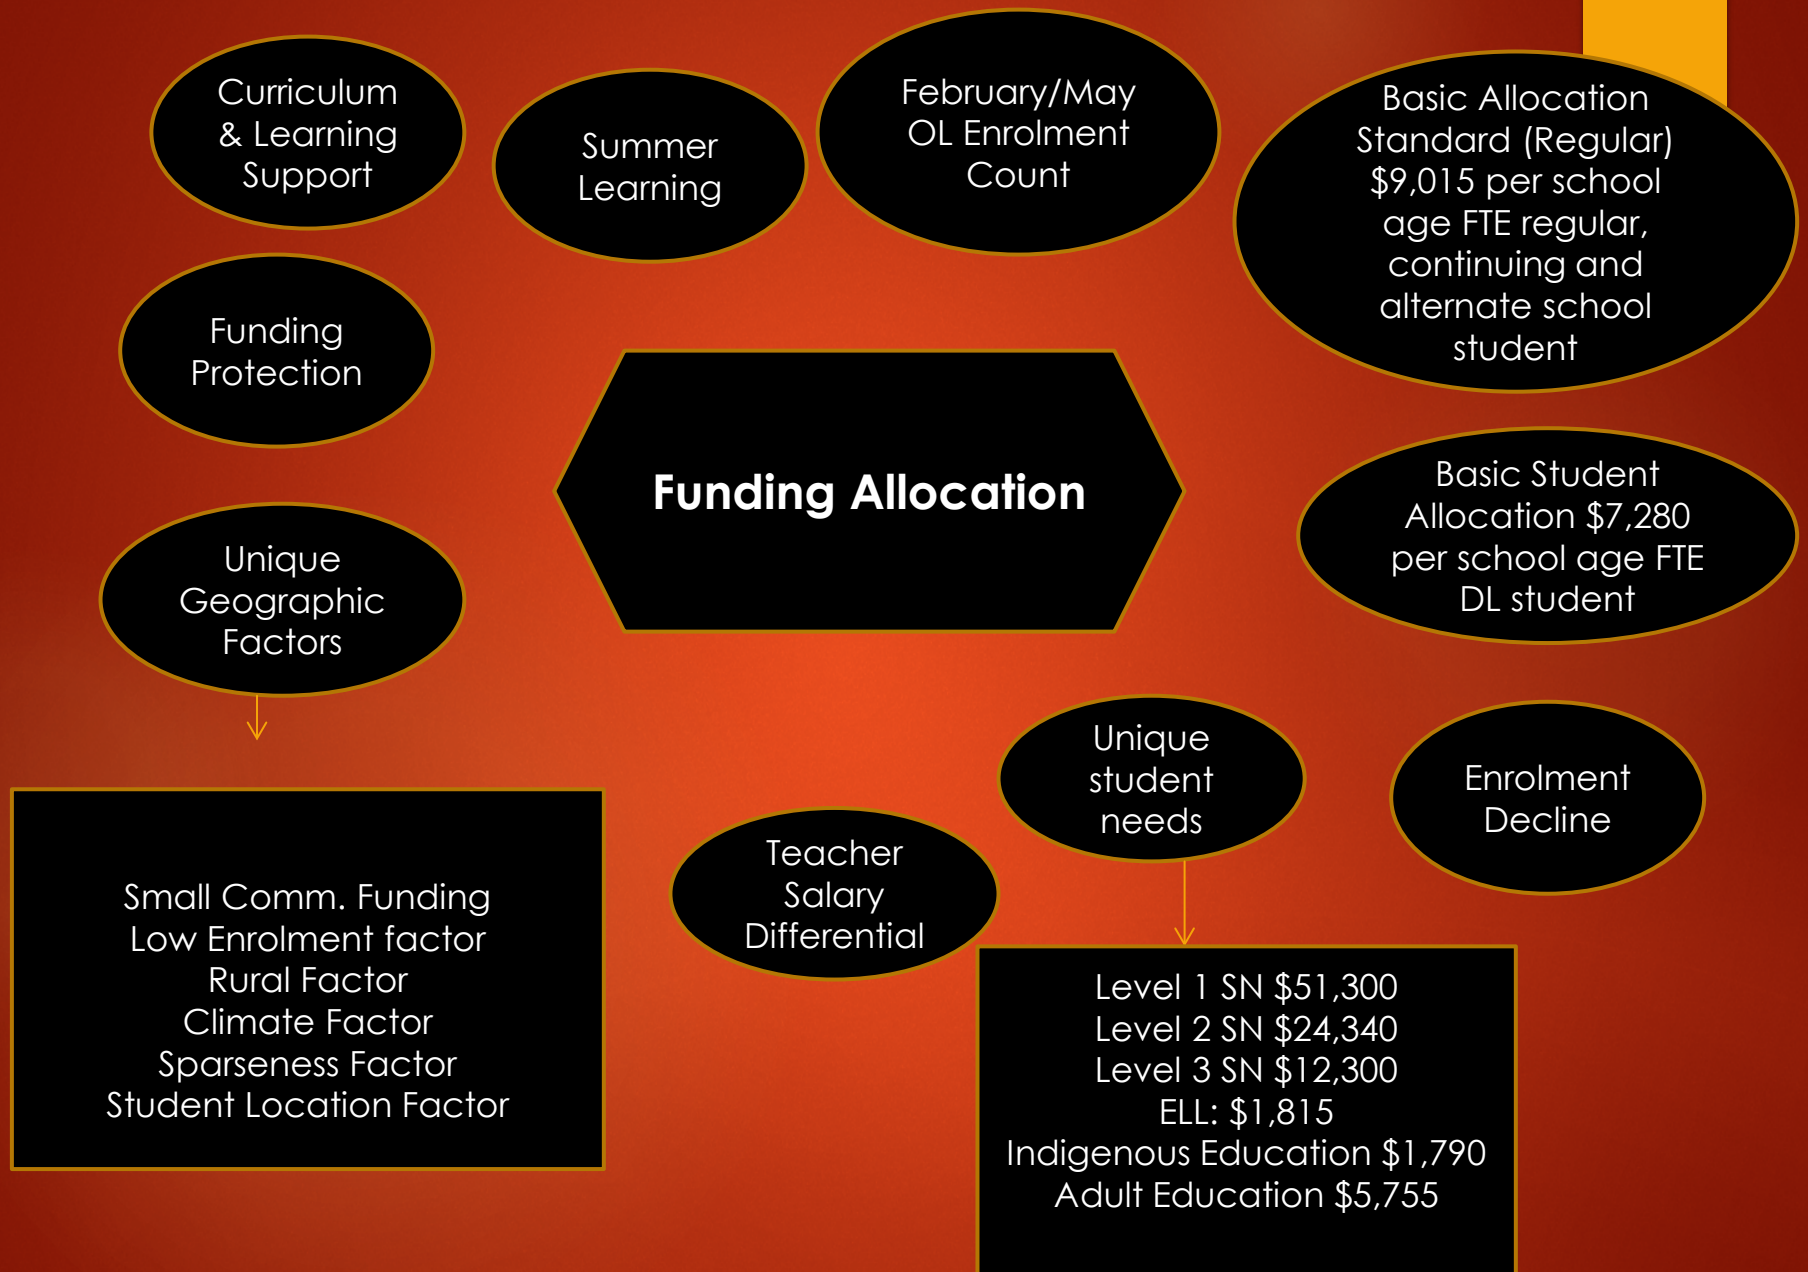 Curriculum
& Learning
Support
Summer
Learning
February/May
OL Enrolment
Count
Basic Allocation
Standard (Regular)
$9,015 per school
age FTE regular,
continuing and
alternate school
student
Funding
Protection
Funding Allocation
Basic Student
Allocation $7,280
per school age FTE
DL student
Unique
Geographic
Factors
Unique
student
needs
Enrolment
Decline
Teacher
Salary
Differential
Small Comm. Funding
Low Enrolment factor
Rural Factor
Climate Factor
Sparseness Factor
Student Location Factor
Level 1 SN $51,300
Level 2 SN $24,340
Level 3 SN $12,300
ELL: $1,815
Indigenous Education $1,790
Adult Education $5,755